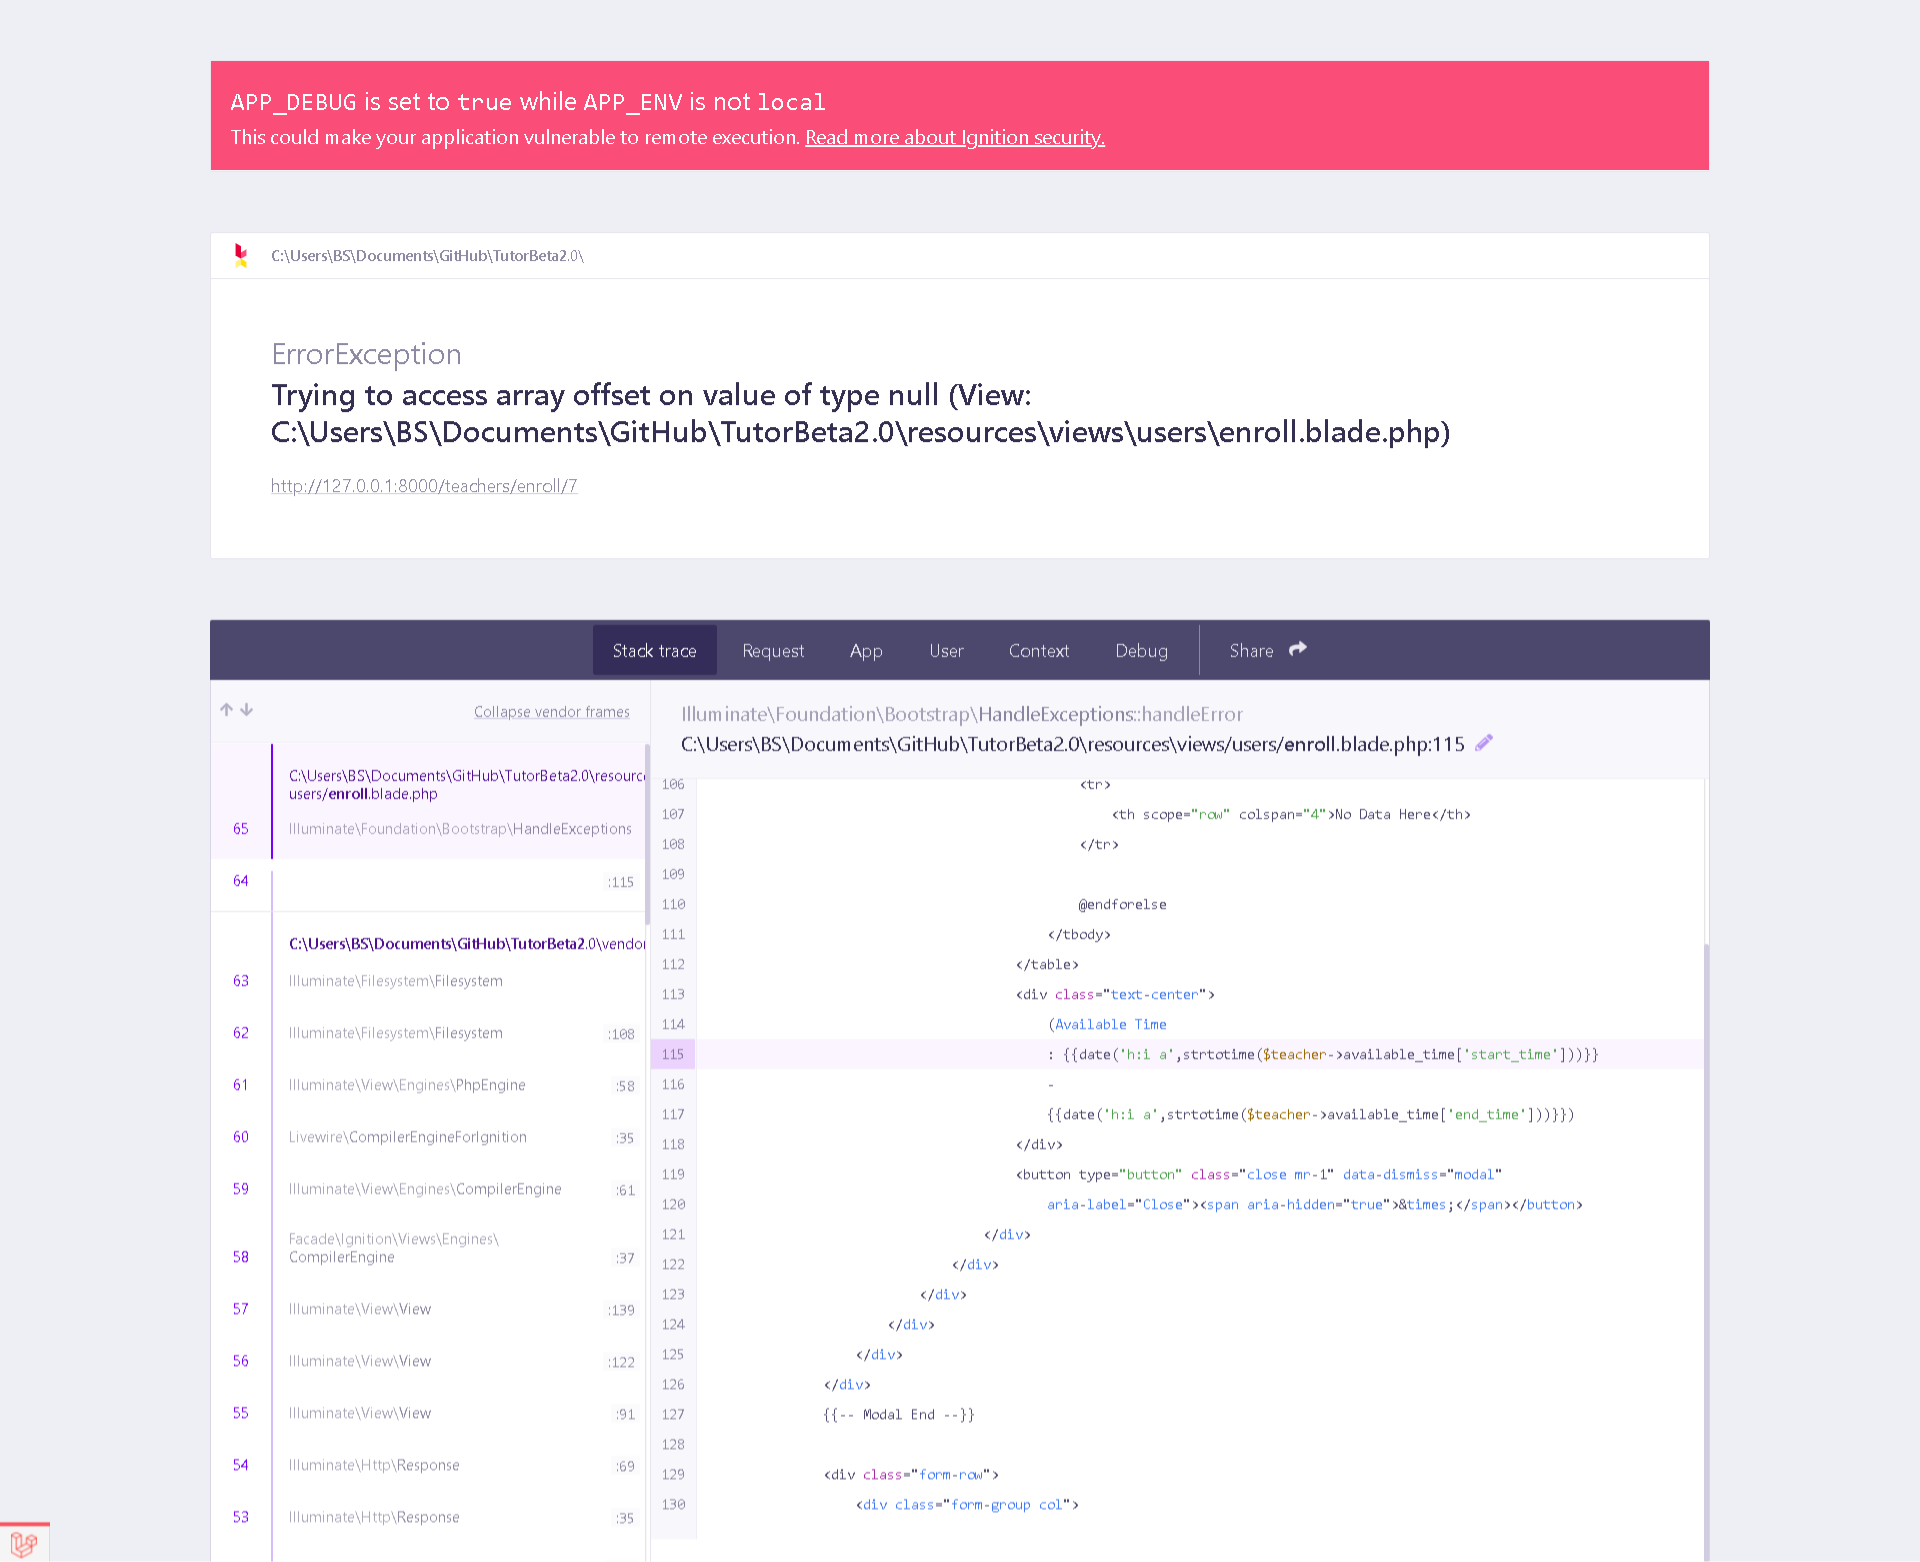 APP_DEBUG is set to true while APP_ENV is not local
This could make your application vulnerable to remote execution. Read more about Ignition security.
C:\Users\BS\Documents\GitHub\TutorBeta2.0\
ErrorException
Trying to access array offset on value of type null (View:
C:\Users\BS\Documents\GitHub\TutorBeta2.0\resources\views\users\enroll.blade.php)
http://127.0.0.1:8000/teachers/enroll/7
Stack trace Request App User Context Debug Share
Collapse vendor frames
C:\Users\BS\Documents\GitHub\TutorBeta2.0\resourc
users/enroll.blade.php
65 Illuminate\Foundation\Bootstrap\HandleExceptions
64 :115
C:\Users\BS\Documents\GitHub\TutorBeta2.0\vendor
63 Illuminate\Filesystem\Filesystem
62 Illuminate\Filesystem\Filesystem :108
61 Illuminate\View\Engines\PhpEngine :58
60 Livewire\CompilerEngineForIgnition :35
59 Illuminate\View\Engines\CompilerEngine :61
Facade\Ignition\Views\Engines\
58 CompilerEngine :37
57 Illuminate\View\View :139
56 Illuminate\View\View :122
55 Illuminate\View\View :91
54 Illuminate\Http\Response :69
53 Illuminate\Http\Response :35
Illuminate\Foundation\Bootstrap\HandleExceptions::handleError
C:\Users\BS\Documents\GitHub\TutorBeta2.0\resources\views/users/enroll.blade.php:115
106 <tr>
107 <th scope="row" colspan="4">No Data Here</th>
108 </tr>
109
110 @endforelse
111 </tbody>
112 </table>
113 <div class="text-center">
114 (Available Time
115 : {{date('h:i a',strtotime($teacher->available_time['start_time']))}}
116 -
117 {{date('h:i a',strtotime($teacher->available_time['end_time']))}})
118 </div>
119 <button type="button" class="close mr-1" data-dismiss="modal"
120 aria-label="Close"><span aria-hidden="true">&times;</span></button>
121 </div>
122 </div>
123 </div>
124 </div>
125 </div>
126 </div>
127 {{-- Modal End --}}
128
129 <div class="form-row">
130 <div class="form-group col">